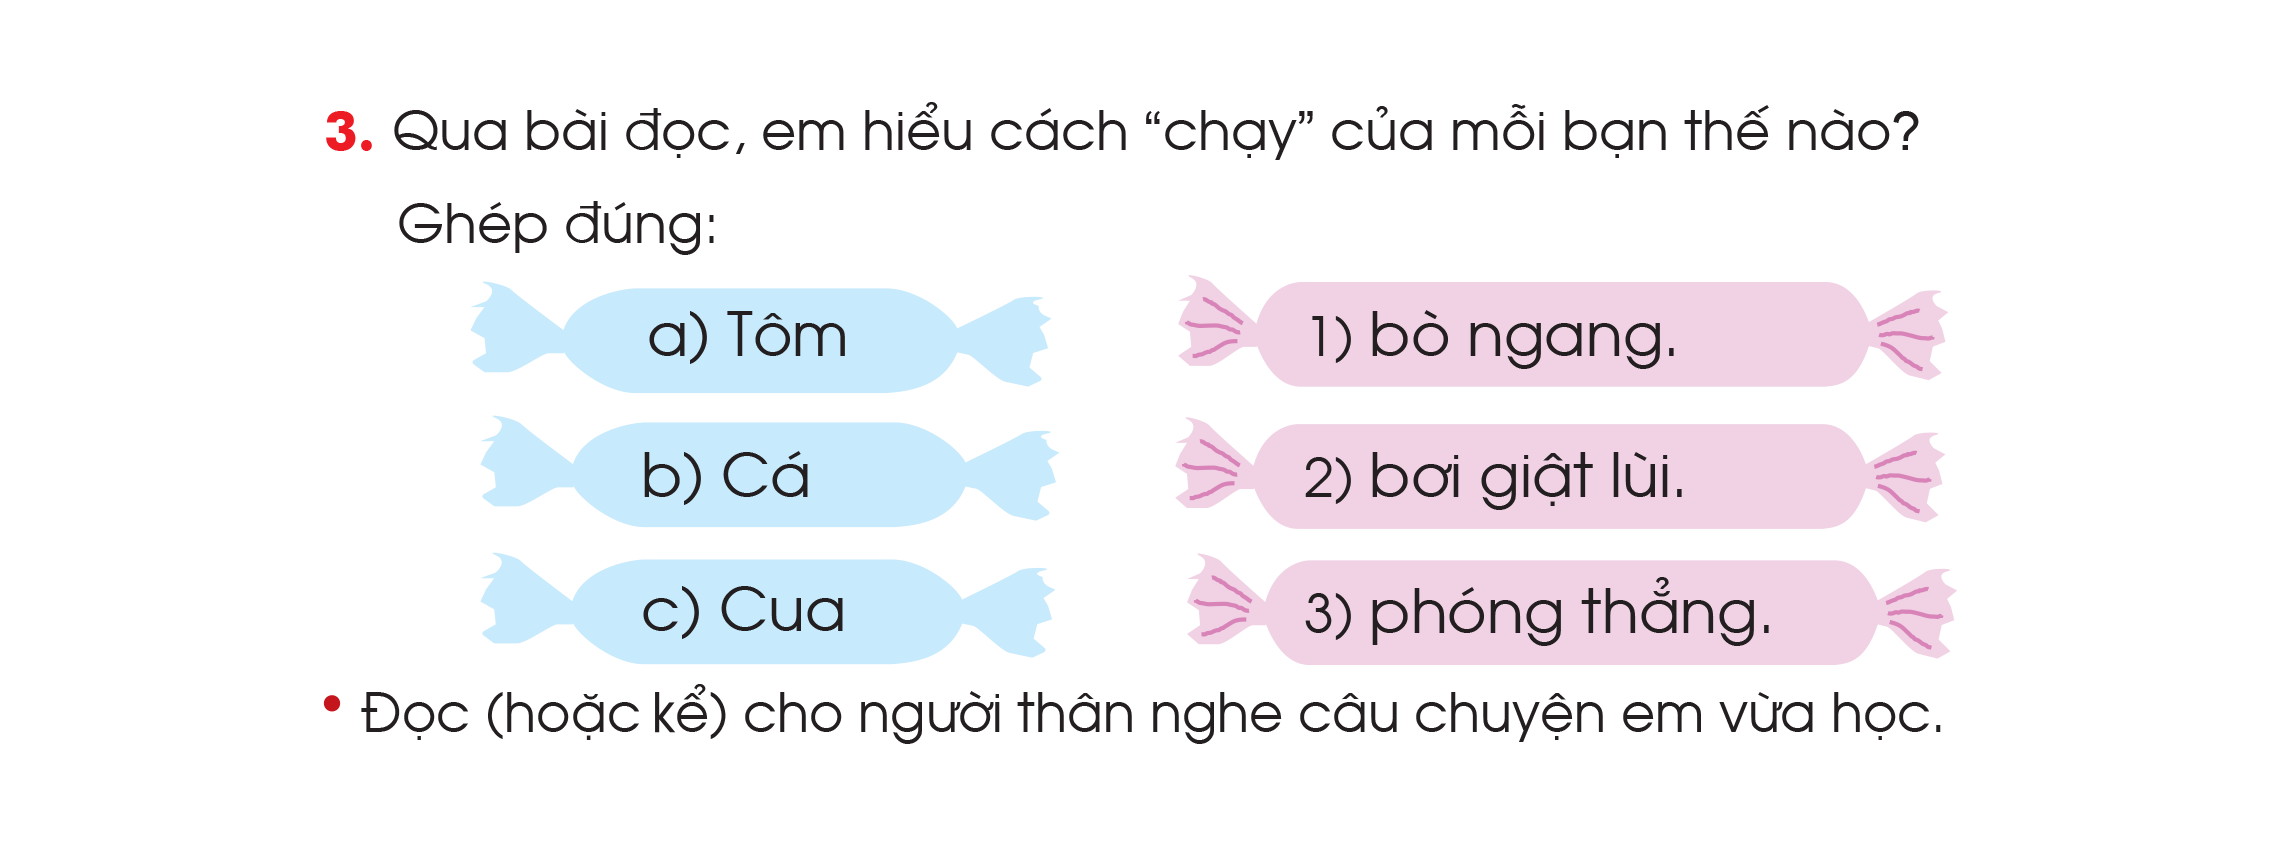 3. Qua bài đọc, em hiểu cách “chạy” của mỗi bạn thế nào?
Ghép đúng:
a) Tôm
1) bò ngang.
b) Cá
2) bơi giật lùi.
c) Cua
3) phóng thẳng.
• Đọc (hoặc kể) cho người thân nghe câu chuyện em vừa học.